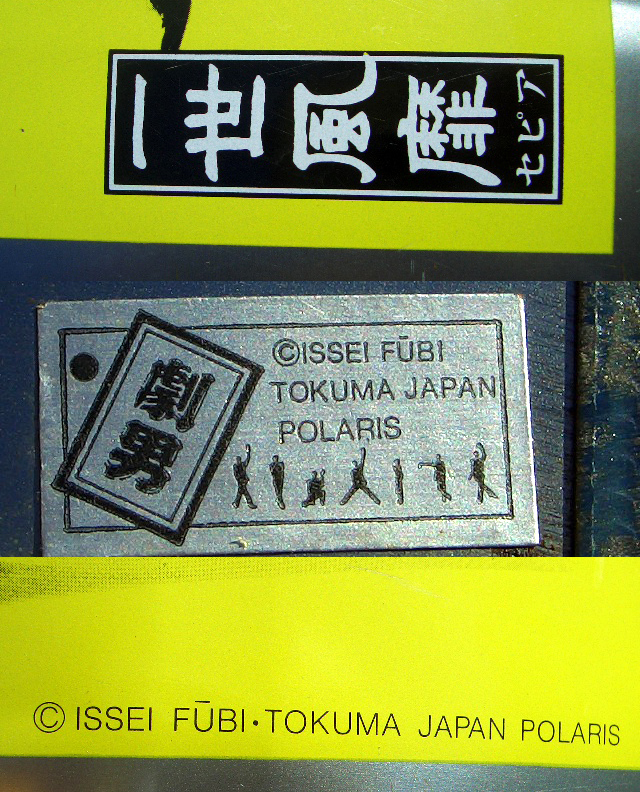 一世風靡
セピア
劇男
©ISSEI FŪBI
TOKUMA JAPAN
POLARIS
© ISSEI FŪBI・TOKUMA JAPAN POLARIS